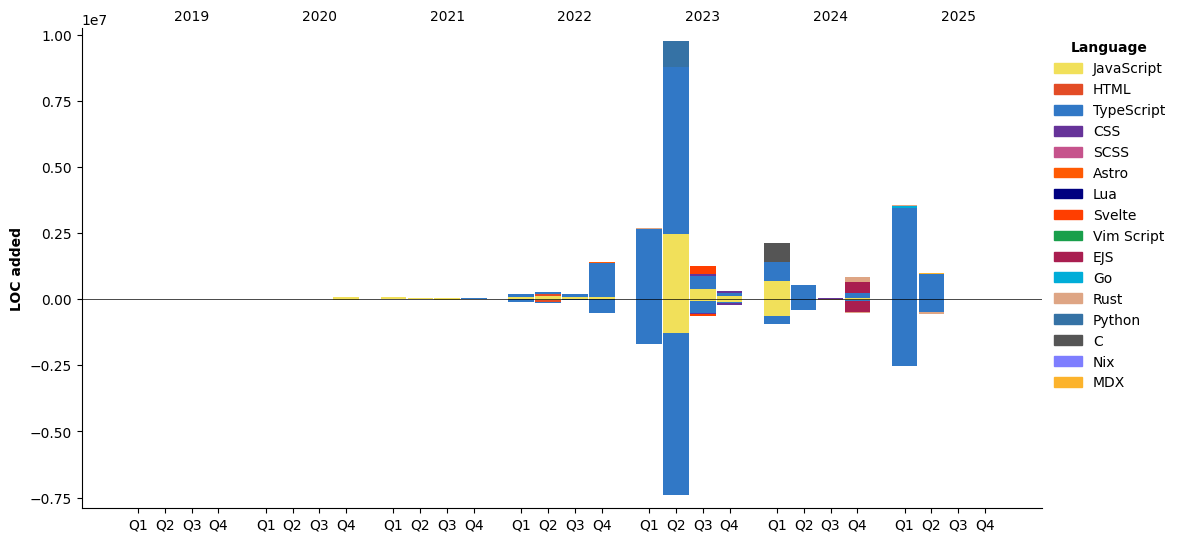 2019 2020 2021 2022 2023 2024 2025
1e7
1.00
0.75
0.50
0.25
0.00
−0.25
−0.50
−0.75
LOC added
Q1 Q2 Q3 Q4 Q1 Q2 Q3 Q4 Q1 Q2 Q3 Q4 Q1 Q2 Q3 Q4 Q1 Q2 Q3 Q4 Q1 Q2 Q3 Q4 Q1 Q2 Q3 Q4
Language
JavaScript
HTML
TypeScript
CSS
SCSS
Astro
Lua
Svelte
Vim Script
EJS
Go
Rust
Python
C
Nix
MDX